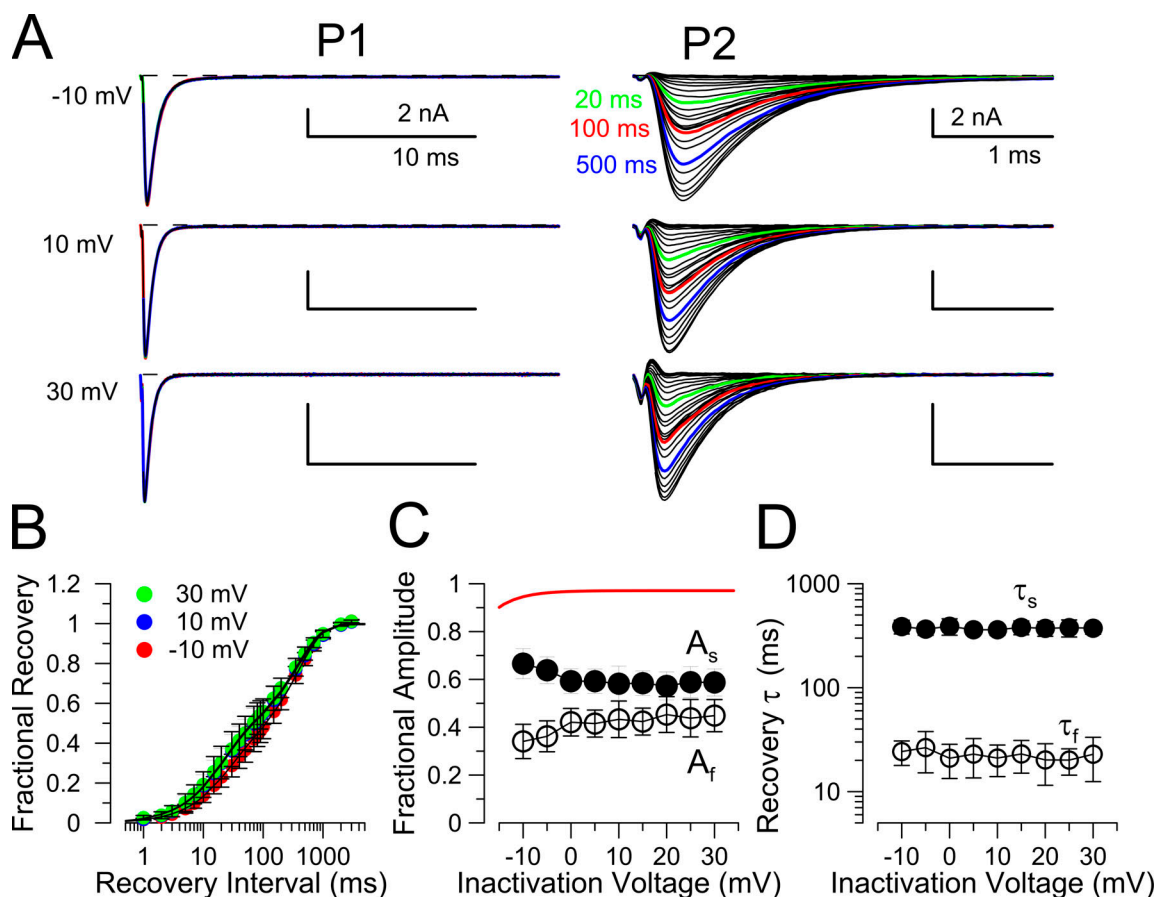 A
P1
P2
-10 mV
2 nA
10 ms
20 ms
100 ms
500 ms
2 nA
1 ms
10 mV
30 mV
B
Fractional Recovery
1.2
1
0.8
0.6
0.4
0.2
0
30 mV
10 mV
-10 mV
1 10 100 1000
Recovery Interval (ms)
C
Fractional Amplitude
1
0.8
0.6
0.4
0.2
0
As
Af
-10 0 10 20 30
Inactivation Voltage (mV)
D
Recovery τ (ms)
1000
100
10
τs
τf
-10 0 10 20 30
Inactivation Voltage (mV)